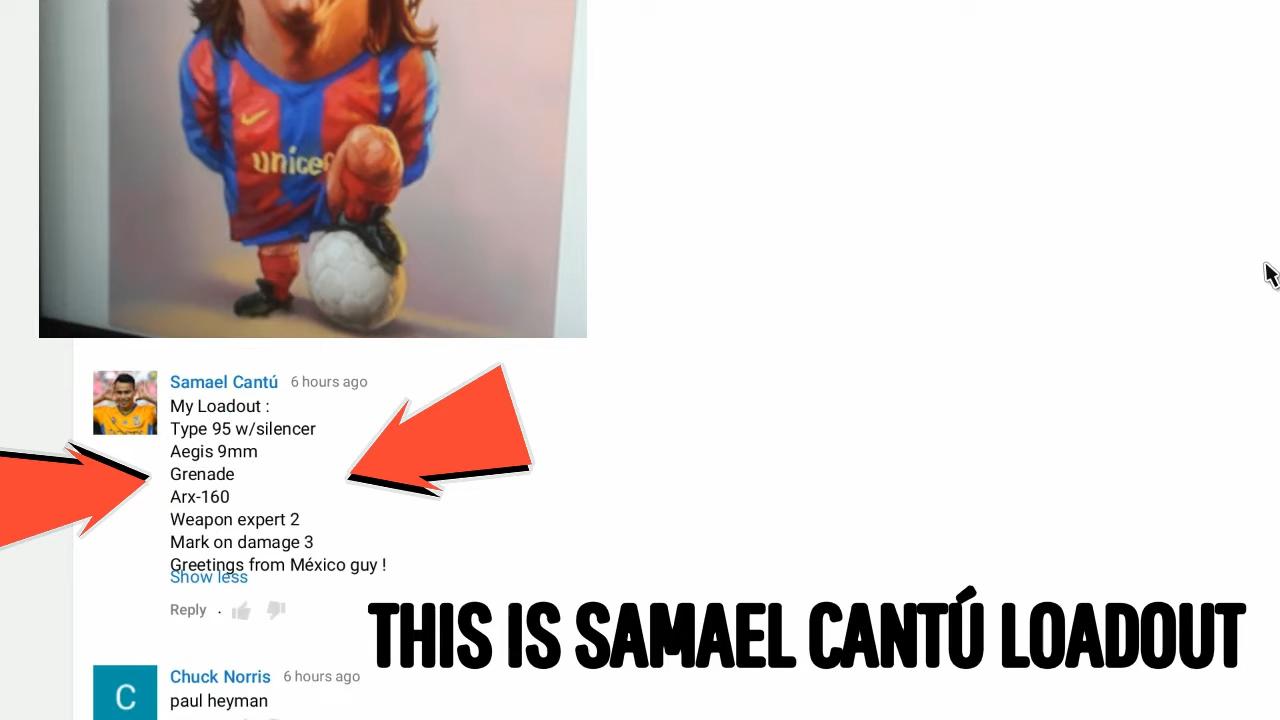 unicef
Samael Cantú 6 hours ago
My Loadout :
Type 95 w/silencer
Aegis 9mm
Grenade
Arx-160
Weapon expert 2
Mark on damage 3
Greetings from México guy !
Show less
Reply .
THIS IS SAMAEL CANTÚ LOADOUT
C
Chuck Norris 6 hours ago
paul heyman